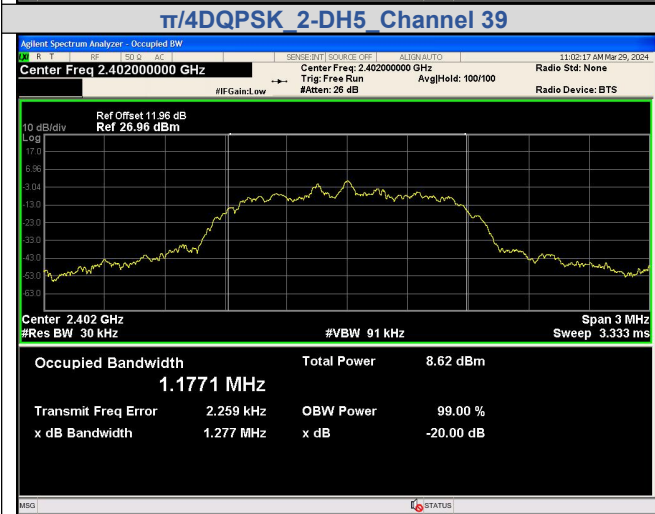 π/4DQPSK_2-DH5_Channel 39
Agilent Spectrum Analyzer - Occupied BW
R T RF 50 Ω AC SENSE:INT SOURCE OFF ALIGN AUTO 11:02:17 AM Mar 29, 2024
Center Freq 2.402000000 GHz Center Freq: 2.402000000 GHz Radio Std: None
Trig: Free Run Avg|Hold: 100/100
#IFGain:Low #Atten: 26 dB Radio Device: BTS
Ref Offset 11.96 dB
10 dB/div Ref 26.96 dBm
Log
17.0
6.96
-3.04
-13.0
-23.0
-33.0
-43.0
-53.0
-63.0
Center 2.402 GHz Span 3 MHz
#Res BW 30 kHz #VBW 91 kHz Sweep 3.333 ms
Occupied Bandwidth Total Power 8.62 dBm
1.1771 MHz
Transmit Freq Error 2.259 kHz OBW Power 99.00 %
x dB Bandwidth 1.277 MHz x dB -20.00 dB
MSG STATUS